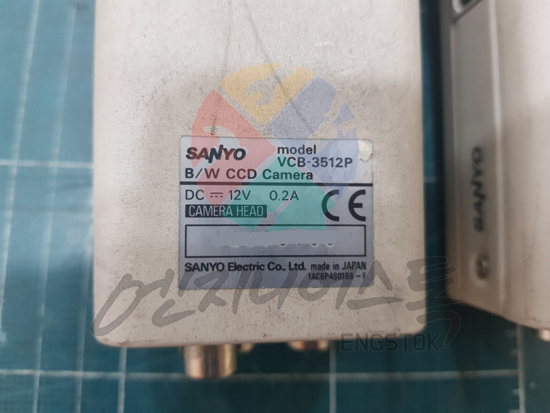 SANYO
model
VCB-3512P
B/W CCD Camera
DC ⎓ 12V 0.2A
CAMERA HEAD
CE
SANYO Electric Co., Ltd. made in JAPAN
SANYO
엔지니어스톡
ENGSTOK